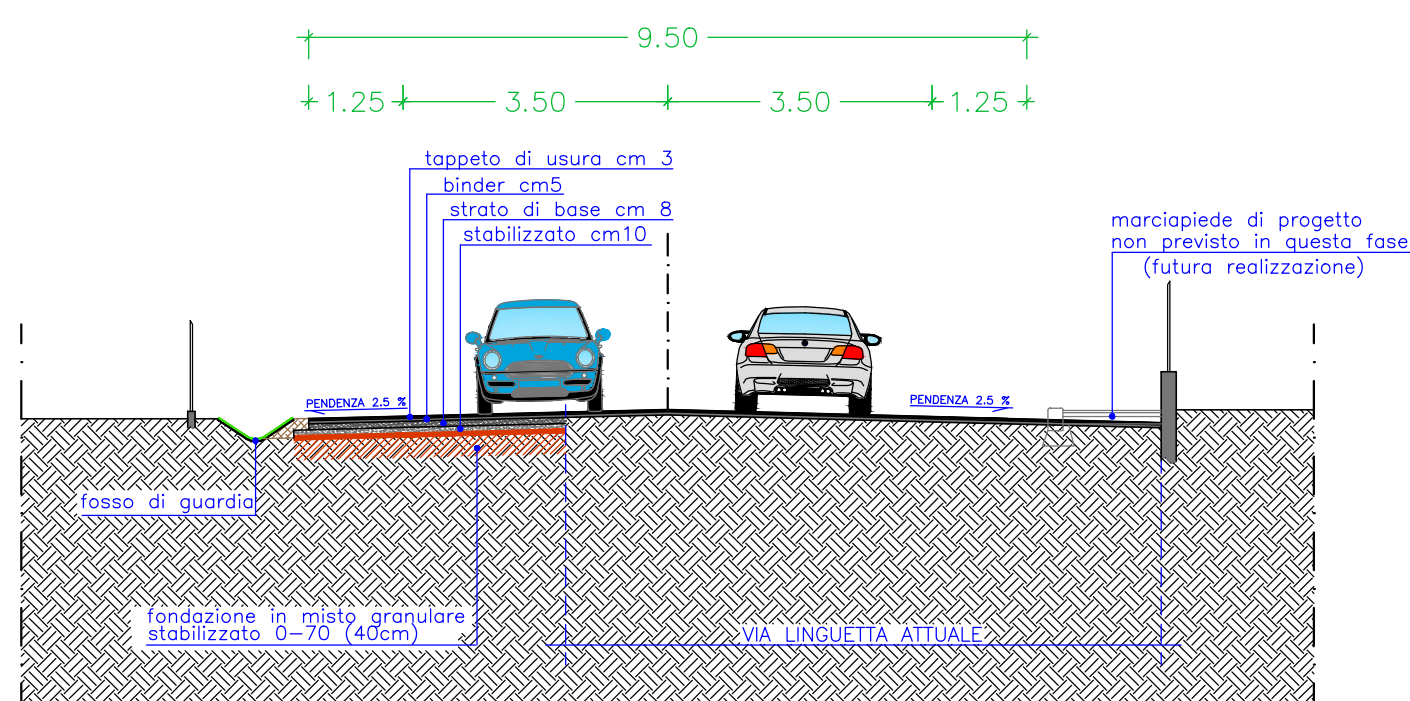 9.50
1.25 3.50 3.50 1.25
tappeto di usura cm 3
binder cm5
strato di base cm 8
stabilizzato cm10
marciapiede di progetto
non previsto in questa fase
(futura realizzazione)
PENDENZA 2.5 %
PENDENZA 2.5 %
fosso di guardia
fondazione in misto granulare
stabilizzato 0-70 (40cm)
VIA LINGUETTA ATTUALE